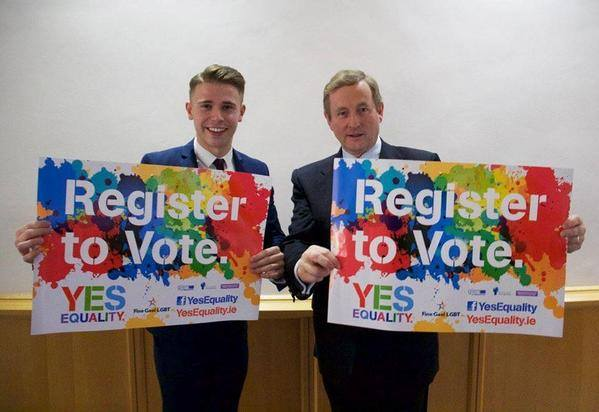 Register
to Vote.
YES
EQUALITY.
Fine Gael LGBT
YesEquality
YesEquality.ie
Register
to Vote.
YES
EQUALITY.
Fine Gael LGBT
YesEquality
YesEquality.ie